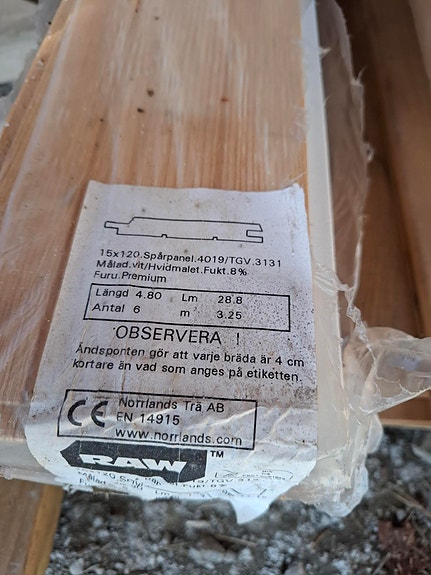 15x120.Spårpanel.4019/TGV.3131
Målad.vit/Hvidmalet.Fukt.8%
Furu.Premium
Längd 4.80 Lm 28.8
Antal 6 m² 3.25
OBSERVERA !
Ändsponten gör att varje bräda är 4 cm
kortare än vad som anges på etiketten.
CE Norrlands Trä AB
EN 14915
www.norrlands.com
RAW™